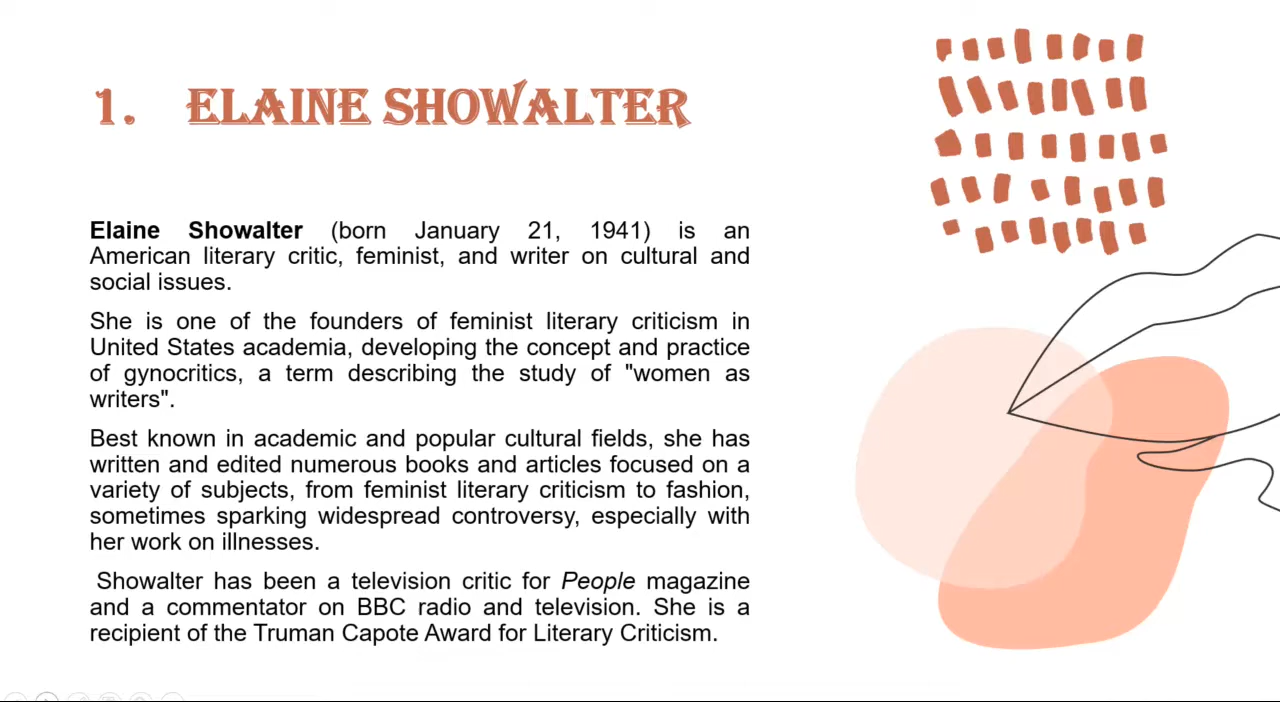 1. ELAINE SHOWALTER
Elaine Showalter (born January 21, 1941) is an
American literary critic, feminist, and writer on cultural and
social issues.
She is one of the founders of feminist literary criticism in
United States academia, developing the concept and practice
of gynocritics, a term describing the study of "women as
writers".
Best known in academic and popular cultural fields, she has
written and edited numerous books and articles focused on a
variety of subjects, from feminist literary criticism to fashion,
sometimes sparking widespread controversy, especially with
her work on illnesses.
Showalter has been a television critic for People magazine
and a commentator on BBC radio and television. She is a
recipient of the Truman Capote Award for Literary Criticism.